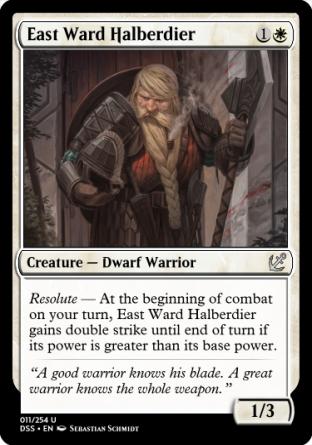 East Ward Halberdier 1
Creature — Dwarf Warrior
Resolute — At the beginning of combat
on your turn, East Ward Halberdier
gains double strike until end of turn if
its power is greater than its base power.
“A good warrior knows his blade. A great
warrior knows the whole weapon.”
1/3
011/254 U
DSS • EN Sebastian Schmidt